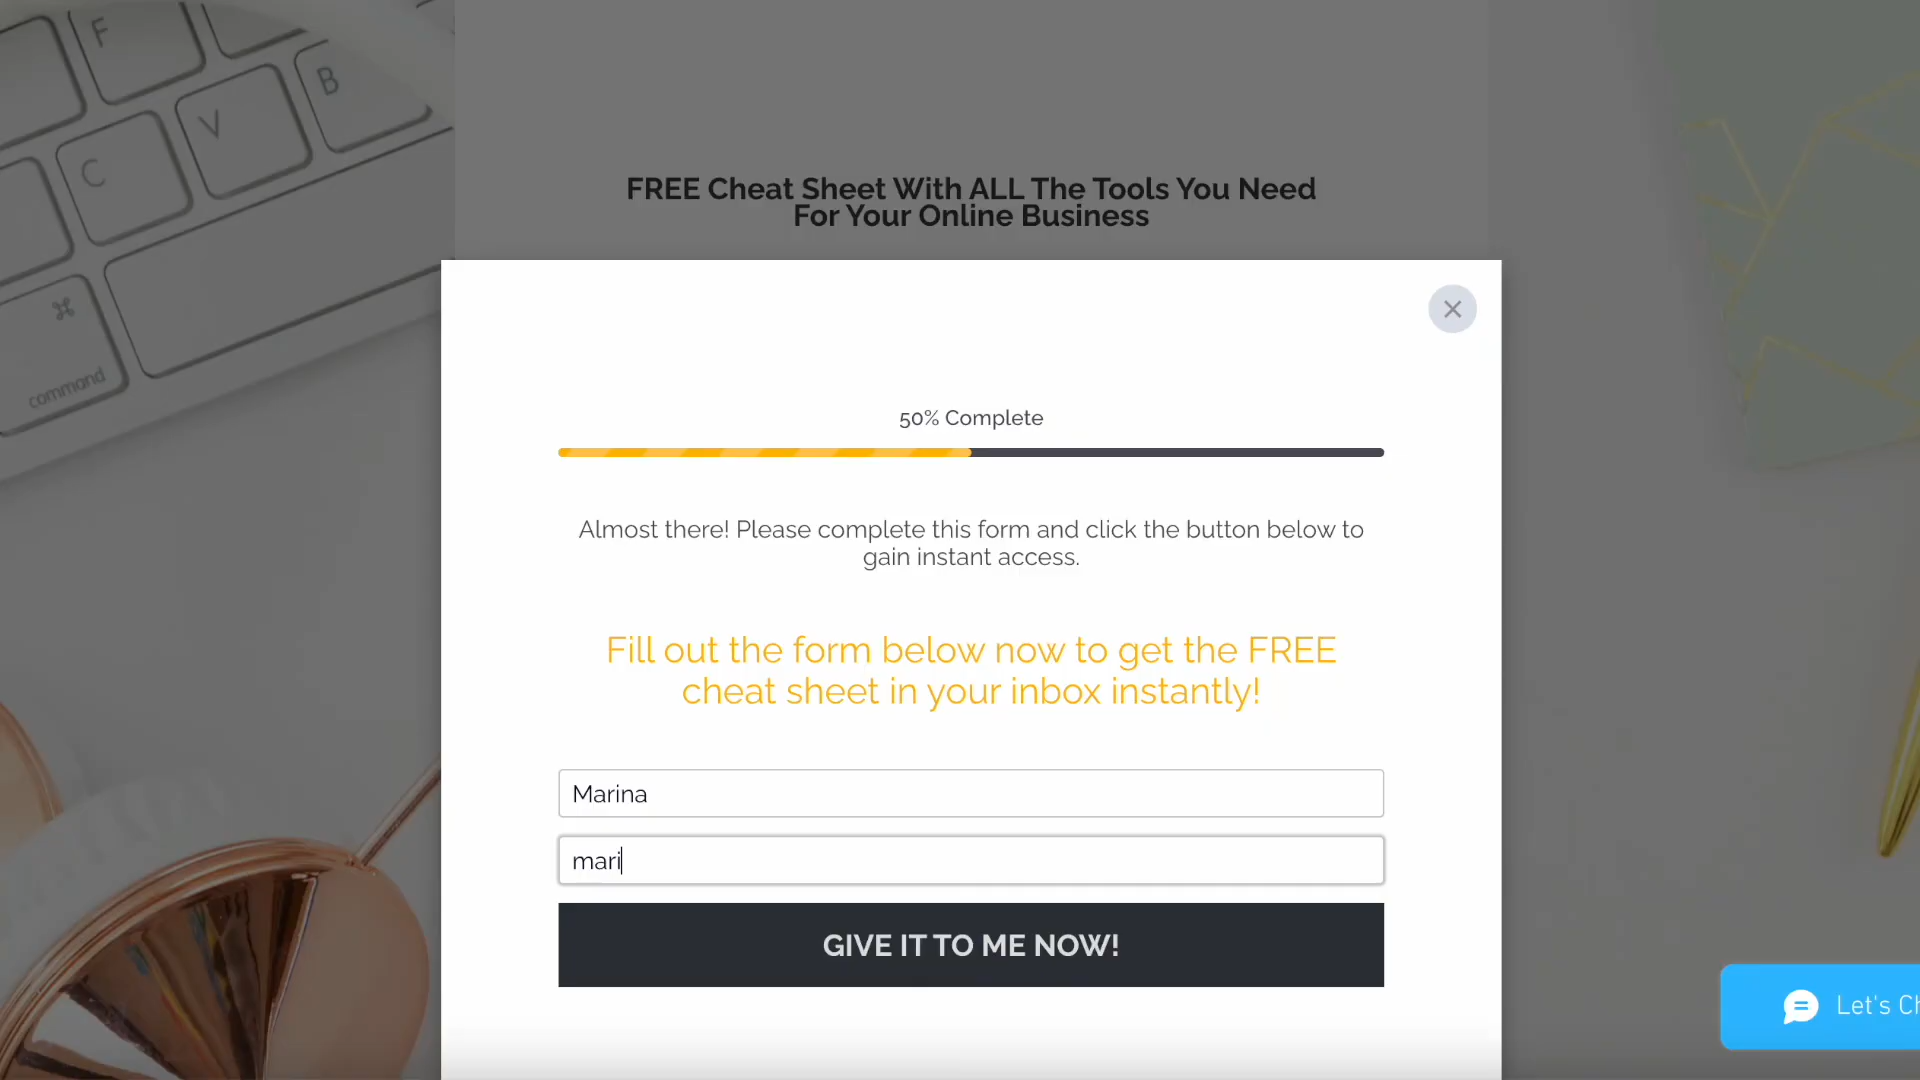 F
B
V
C
⌘
command
FREE Cheat Sheet With ALL The Tools You Need
For Your Online Business
50% Complete
Almost there! Please complete this form and click the button below to
gain instant access.
Fill out the form below now to get the FREE
cheat sheet in your inbox instantly!
Marina
mari
GIVE IT TO ME NOW!
Let's Ch